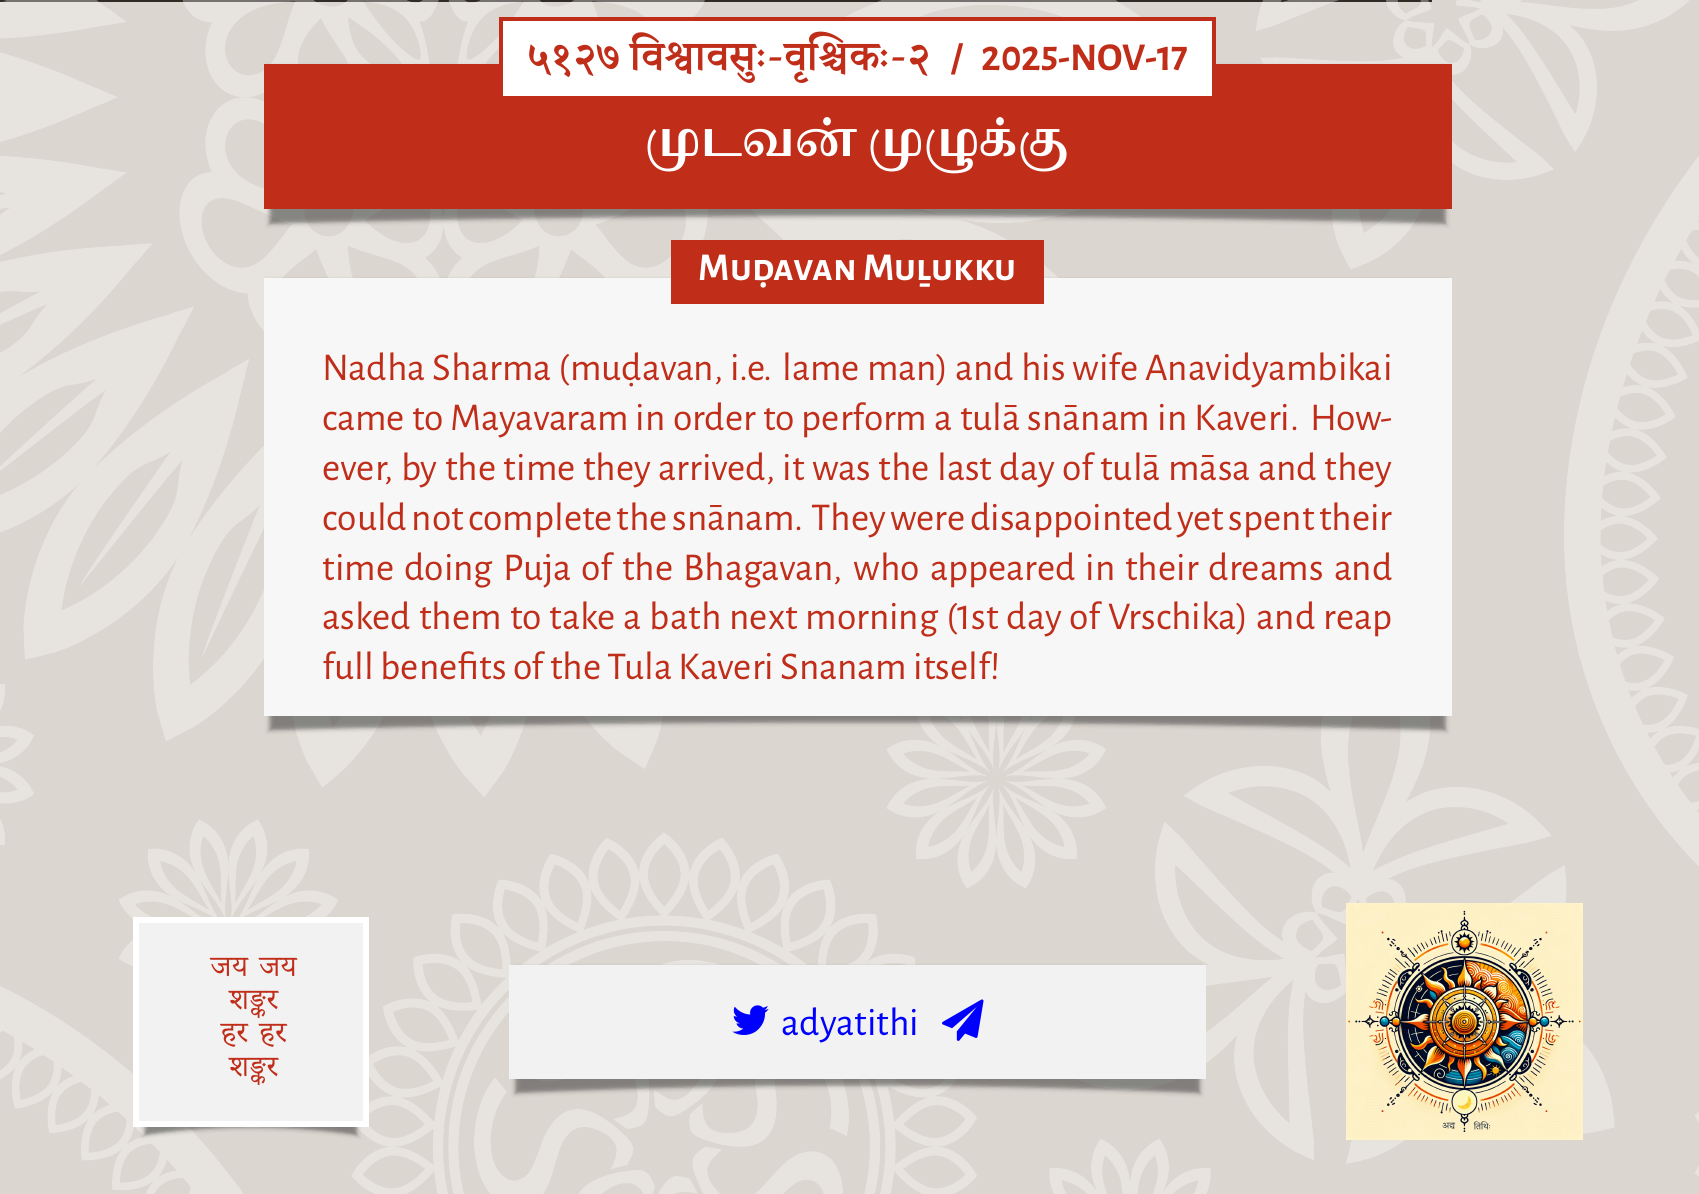 ५१२७ विश्वावसुः-वृश्चिकः-२ / 2025-NOV-17
முடவன் முழுக்கு
Muḍavan Muḻukku
Nadha Sharma (muḍavan, i.e. lame man) and his wife Anavidyambikai
came to Mayavaram in order to perform a tulā snānam in Kaveri. How-
ever, by the time they arrived, it was the last day of tulā māsa and they
could not complete the snānam. They were disappointed yet spent their
time doing Puja of the Bhagavan, who appeared in their dreams and
asked them to take a bath next morning (1st day of Vrschika) and reap
full benefits of the Tula Kaveri Snanam itself!
जय जय
शङ्कर
हर हर
शङ्कर
adyatithi
अद्य तिथिः